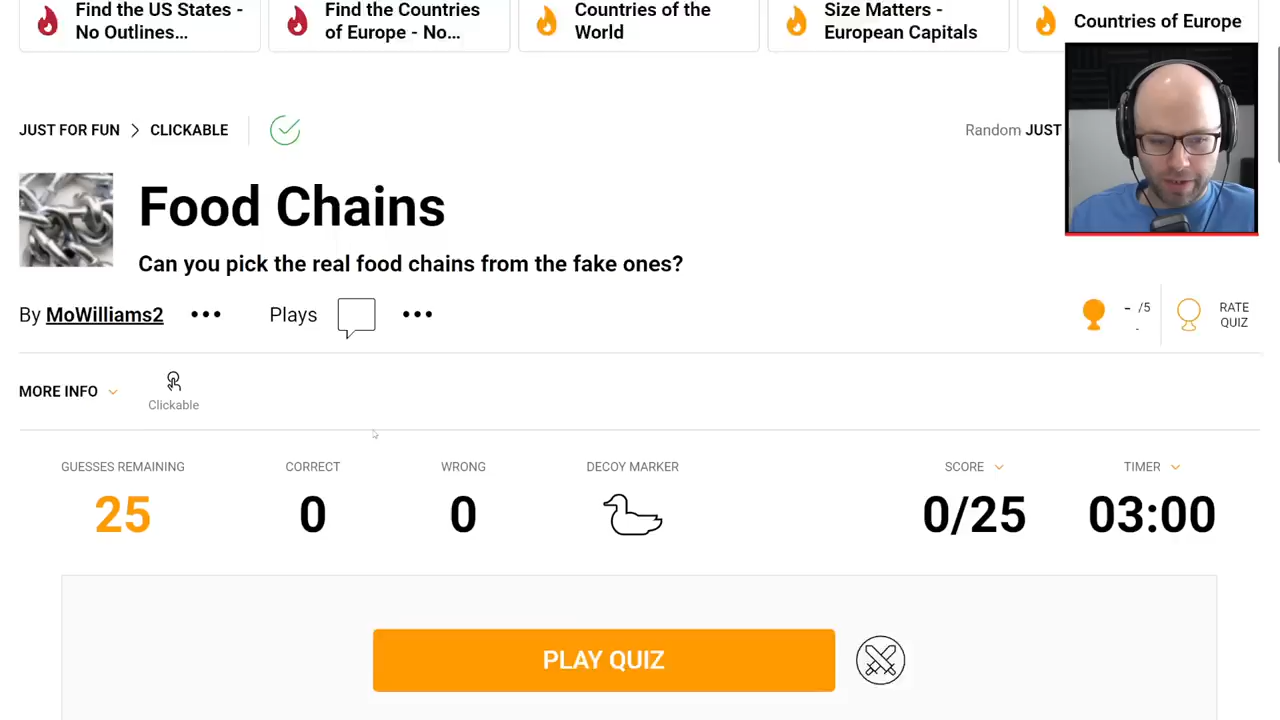 Find the US States -
No Outlines...
Find the Countries
of Europe - No...
Countries of the
World
Size Matters -
European Capitals
Countries of Europe
JUST FOR FUN > CLICKABLE
Random JUST
Food Chains
Can you pick the real food chains from the fake ones?
By MoWilliams2 ••• Plays •••
- /5
-
RATE
QUIZ
MORE INFO
Clickable
GUESSES REMAINING
25
CORRECT
0
WRONG
0
DECOY MARKER
SCORE
0/25
TIMER
03:00
PLAY QUIZ